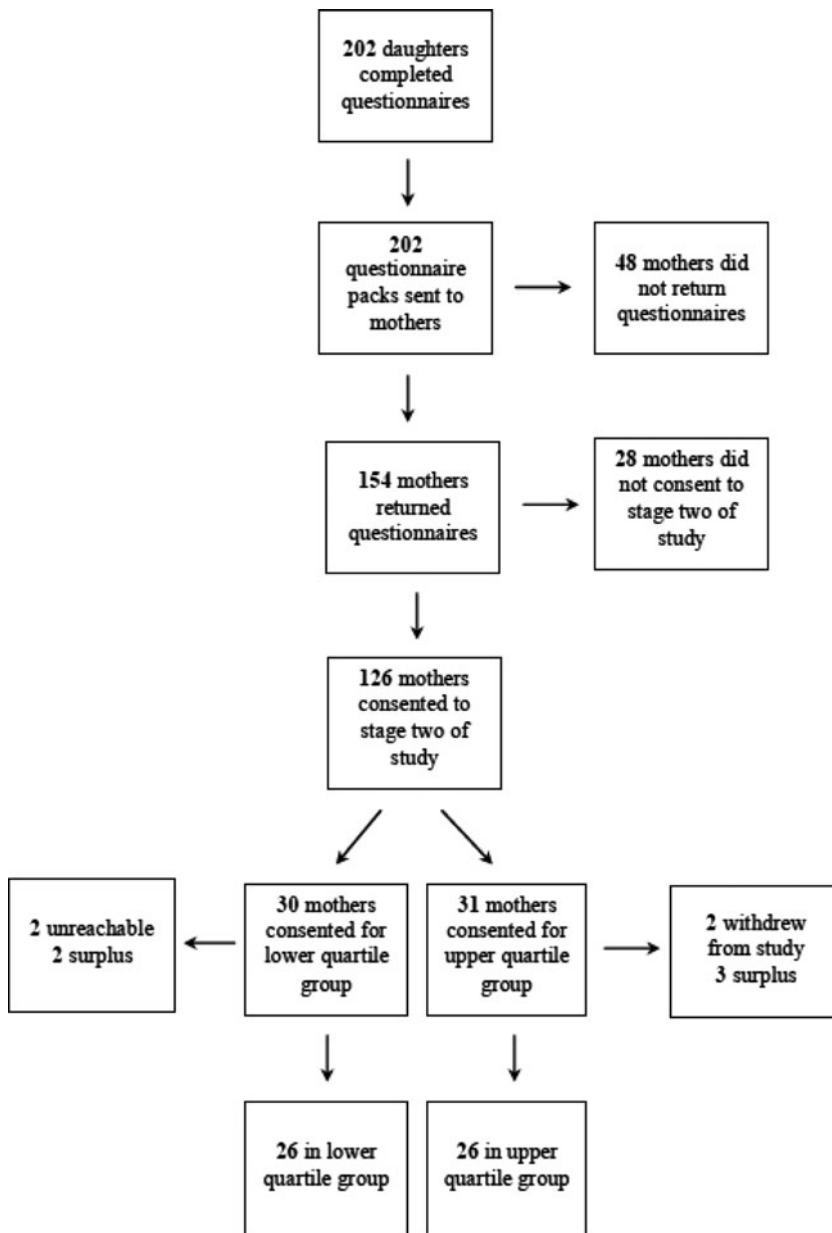 202 daughters
completed
questionnaires
202
questionnaire
packs sent to
mothers
48 mothers did
not return
questionnaires
154 mothers
returned
questionnaires
28 mothers did
not consent to
stage two of
study
126 mothers
consented to
stage two of
study
2 unreachable
2 surplus
30 mothers
consented for
lower quartile
group
31 mothers
consented for
upper quartile
group
2 withdrew
from study
3 surplus
26 in lower
quartile group
26 in upper
quartile group